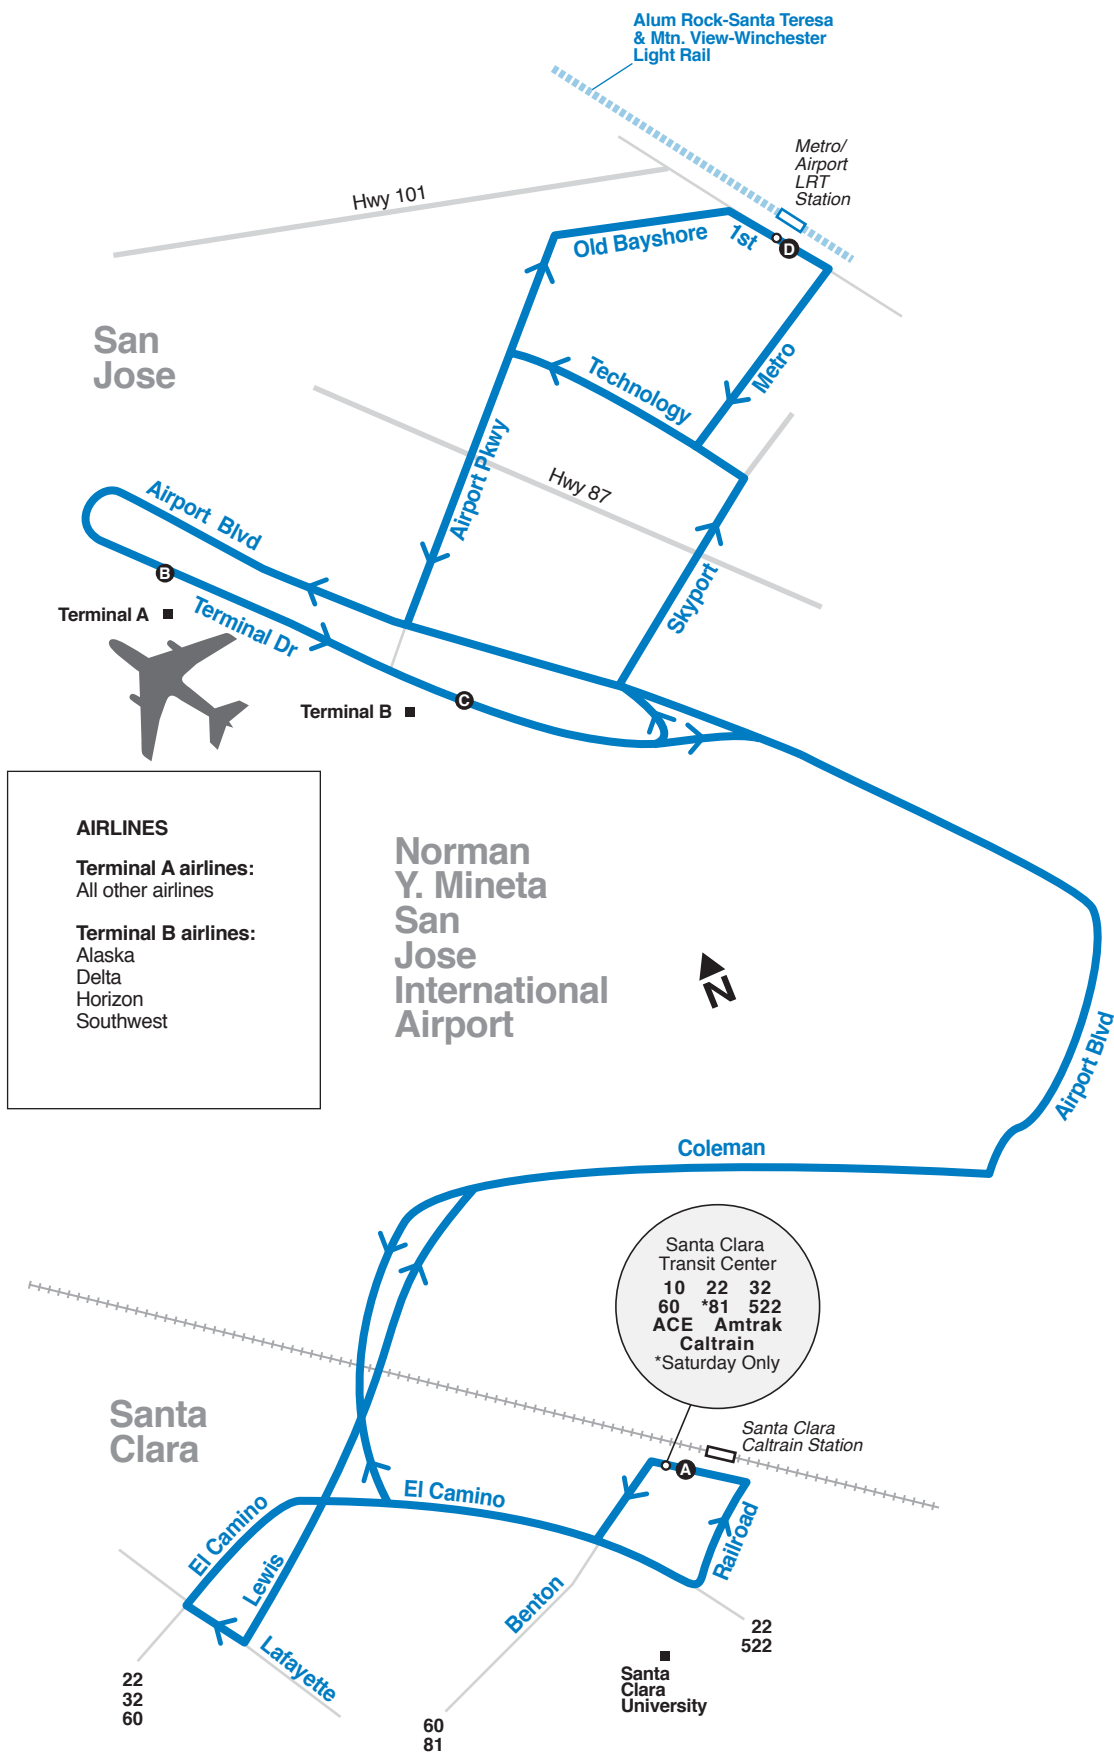 Alum Rock-Santa Teresa
& Mtn. View-Winchester
Light Rail
Metro/
Airport
LRT
Station
Hwy 101
Old Bayshore
1st
D
San
Jose
Metro
Technology
Airport Pkwy
Hwy 87
Airport Blvd
B
Terminal A
Terminal Dr
Skyport
C
Terminal B
AIRLINES
Terminal A airlines:
All other airlines
Terminal B airlines:
Alaska
Delta
Horizon
Southwest
Norman
Y. Mineta
San
Jose
International
Airport
N
Airport Blvd
Coleman
Santa Clara
Transit Center
10 22 32
60 *81 522
ACE Amtrak
Caltrain
*Saturday Only
Santa
Clara
Santa Clara
Caltrain Station
A
El Camino
El Camino
Lewis
Railroad
Benton
Lafayette
22
522
Santa
Clara
University
22
32
60
60
81